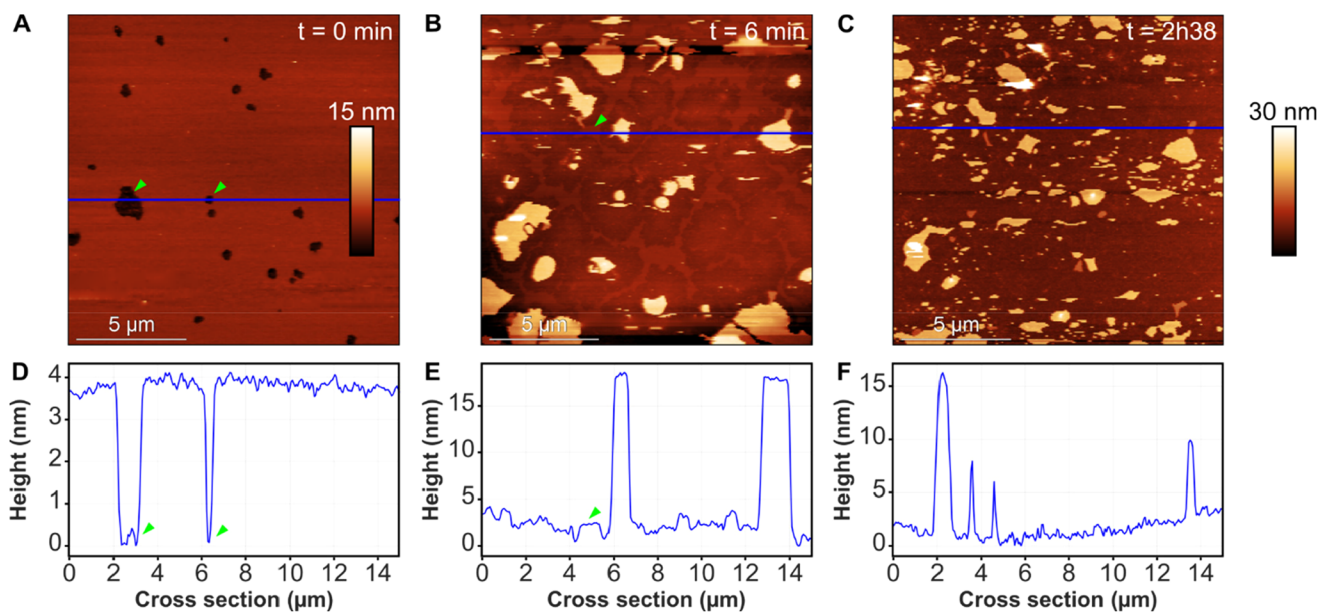 A
t = 0 min
15 nm
5 µm
B
t = 6 min
5 µm
C
t = 2h38
30 nm
5 µm
D
Height (nm)
4
3
2
1
0
0 2 4 6 8 10 12 14
Cross section (µm)
E
Height (nm)
15
10
5
0
0 2 4 6 8 10 12 14
Cross section (µm)
F
Height (nm)
15
10
5
0
0 2 4 6 8 10 12 14
Cross section (µm)